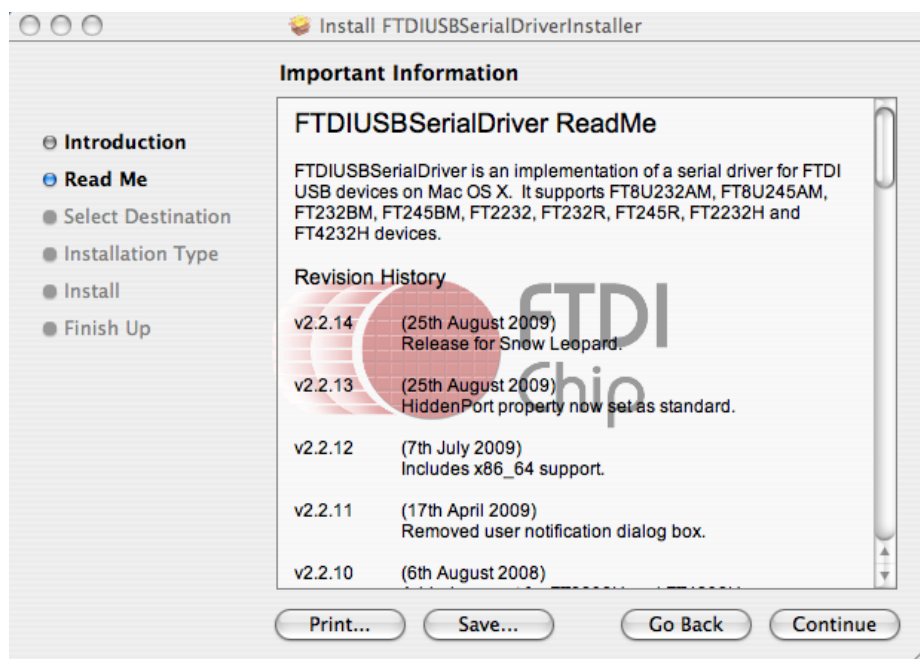 Install FTDIUSBSerialDriverInstaller
Important Information
Introduction
Read Me
Select Destination
Installation Type
Install
Finish Up
FTDIUSBSerialDriver ReadMe
FTDIUSBSerialDriver is an implementation of a serial driver for FTDI
USB devices on Mac OS X.  It supports FT8U232AM, FT8U245AM,
FT232BM, FT245BM, FT2232, FT232R, FT245R, FT2232H and
FT4232H devices.
Revision History
v2.2.14 (25th August 2009)
Release for Snow Leopard.
v2.2.13 (25th August 2009)
HiddenPort property now set as standard.
v2.2.12 (7th July 2009)
Includes x86_64 support.
v2.2.11 (17th April 2009)
Removed user notification dialog box.
v2.2.10 (6th August 2008)
FTDI
Chip
Print... Save... Go Back Continue